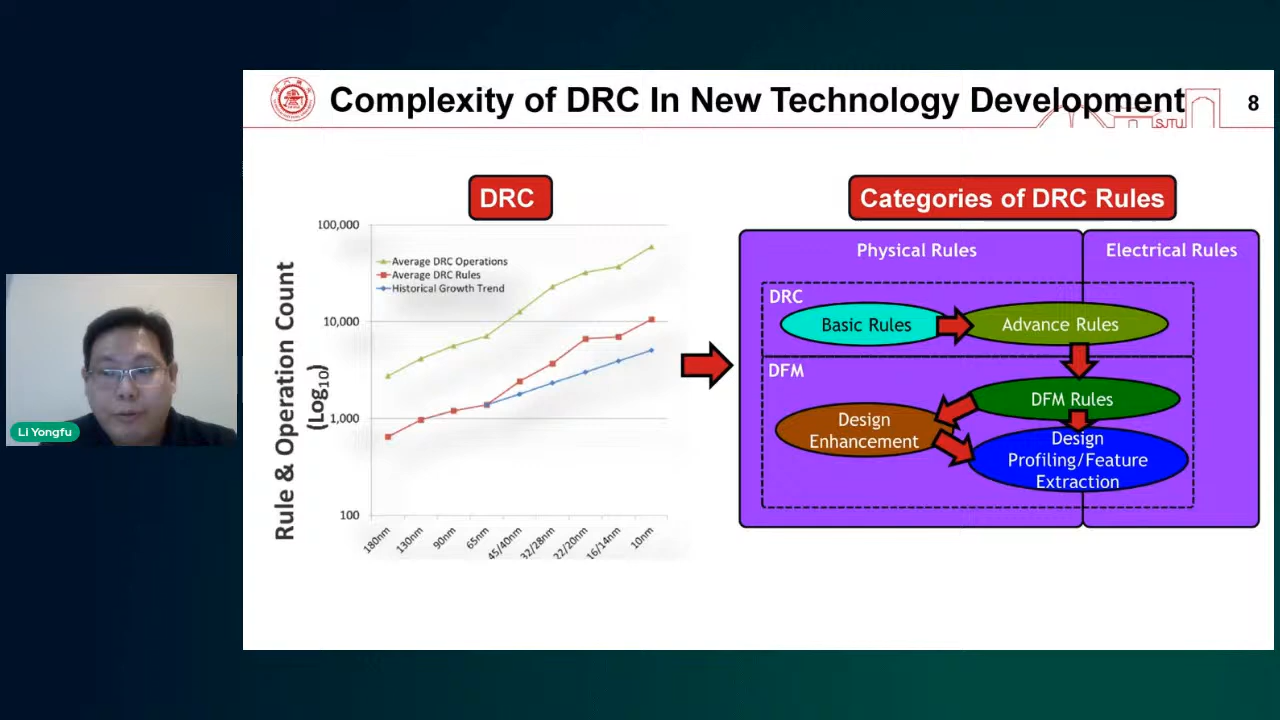 Complexity of DRC In New Technology Development
8
SJTU
DRC
Categories of DRC Rules
Rule & Operation Count
(Log10)
100,000
10,000
1,000
100
Average DRC Operations
Average DRC Rules
Historical Growth Trend
180nm
130nm
90nm
65nm
45/40nm
32/28nm
22/20nm
16/14nm
10nm
Physical Rules
Electrical Rules
DRC
Basic Rules
Advance Rules
DFM
DFM Rules
Design
Enhancement
Design
Profiling/Feature
Extraction
Li Yongfu